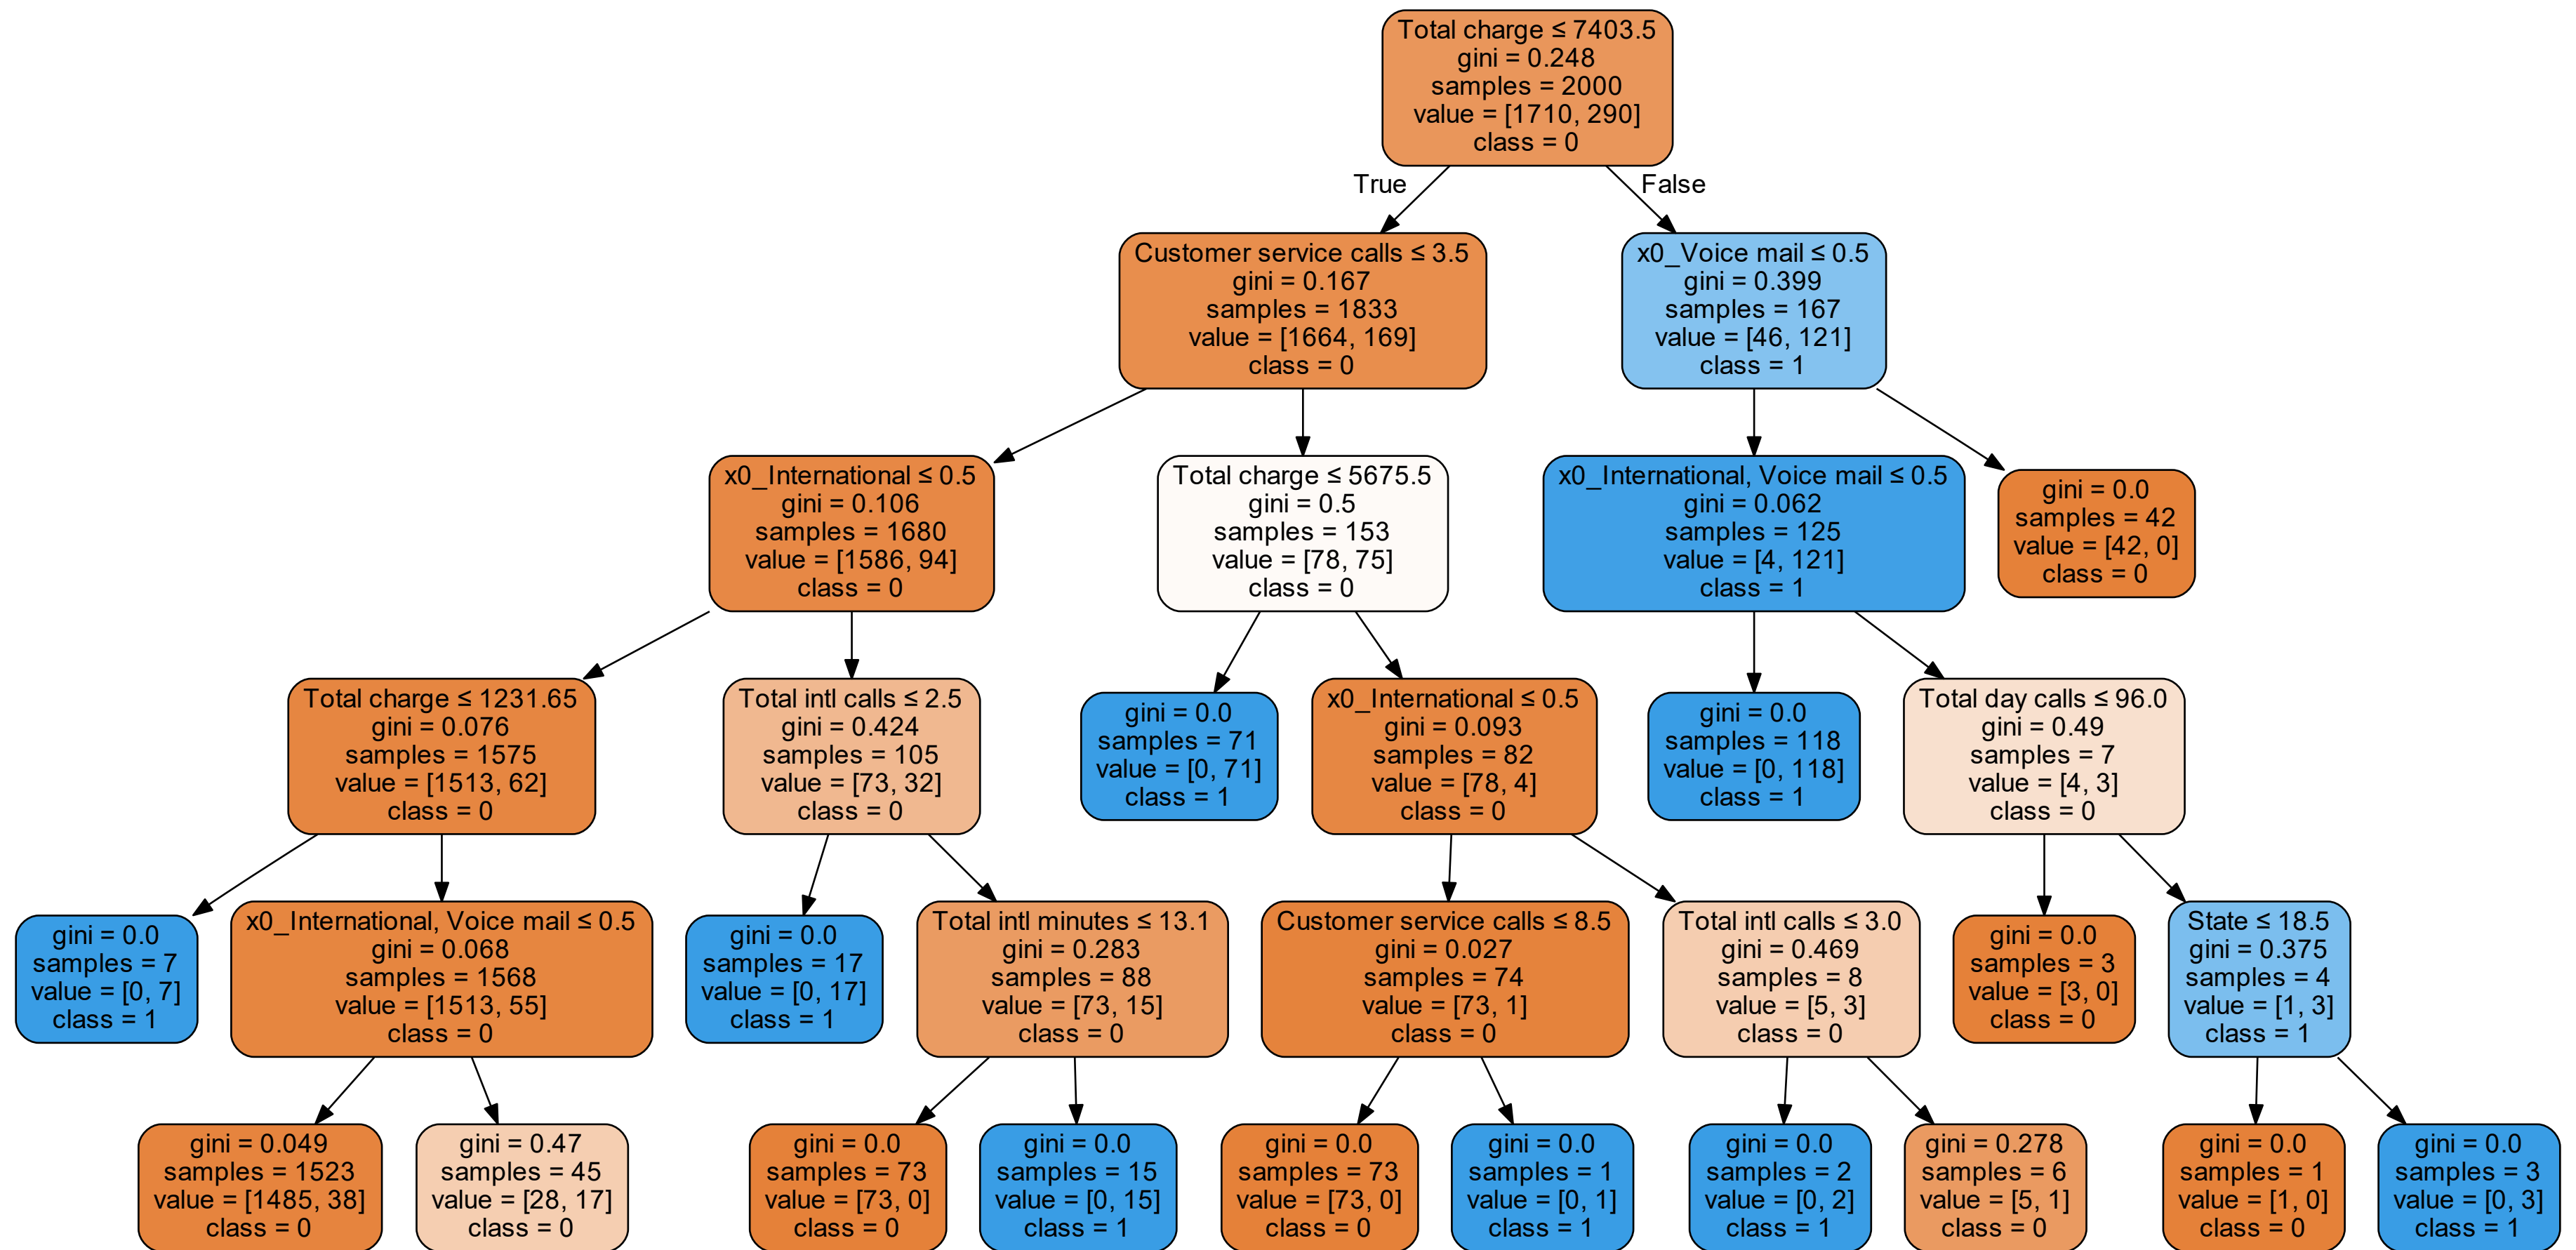 Total charge ≤ 7403.5
gini = 0.248
samples = 2000
value = [1710, 290]
class = 0
True
False
Customer service calls ≤ 3.5
gini = 0.167
samples = 1833
value = [1664, 169]
class = 0
x0_Voice mail ≤ 0.5
gini = 0.399
samples = 167
value = [46, 121]
class = 1
x0_International ≤ 0.5
gini = 0.106
samples = 1680
value = [1586, 94]
class = 0
Total charge ≤ 5675.5
gini = 0.5
samples = 153
value = [78, 75]
class = 0
x0_International, Voice mail ≤ 0.5
gini = 0.062
samples = 125
value = [4, 121]
class = 1
gini = 0.0
samples = 42
value = [42, 0]
class = 0
Total charge ≤ 1231.65
gini = 0.076
samples = 1575
value = [1513, 62]
class = 0
Total intl calls ≤ 2.5
gini = 0.424
samples = 105
value = [73, 32]
class = 0
gini = 0.0
samples = 71
value = [0, 71]
class = 1
x0_International ≤ 0.5
gini = 0.093
samples = 82
value = [78, 4]
class = 0
gini = 0.0
samples = 118
value = [0, 118]
class = 1
Total day calls ≤ 96.0
gini = 0.49
samples = 7
value = [4, 3]
class = 0
gini = 0.0
samples = 7
value = [0, 7]
class = 1
x0_International, Voice mail ≤ 0.5
gini = 0.068
samples = 1568
value = [1513, 55]
class = 0
gini = 0.0
samples = 17
value = [0, 17]
class = 1
Total intl minutes ≤ 13.1
gini = 0.283
samples = 88
value = [73, 15]
class = 0
Customer service calls ≤ 8.5
gini = 0.027
samples = 74
value = [73, 1]
class = 0
Total intl calls ≤ 3.0
gini = 0.469
samples = 8
value = [5, 3]
class = 0
gini = 0.0
samples = 3
value = [3, 0]
class = 0
State ≤ 18.5
gini = 0.375
samples = 4
value = [1, 3]
class = 1
gini = 0.049
samples = 1523
value = [1485, 38]
class = 0
gini = 0.47
samples = 45
value = [28, 17]
class = 0
gini = 0.0
samples = 73
value = [73, 0]
class = 0
gini = 0.0
samples = 15
value = [0, 15]
class = 1
gini = 0.0
samples = 73
value = [73, 0]
class = 0
gini = 0.0
samples = 1
value = [0, 1]
class = 1
gini = 0.0
samples = 2
value = [0, 2]
class = 1
gini = 0.278
samples = 6
value = [5, 1]
class = 0
gini = 0.0
samples = 1
value = [1, 0]
class = 0
gini = 0.0
samples = 3
value = [0, 3]
class = 1